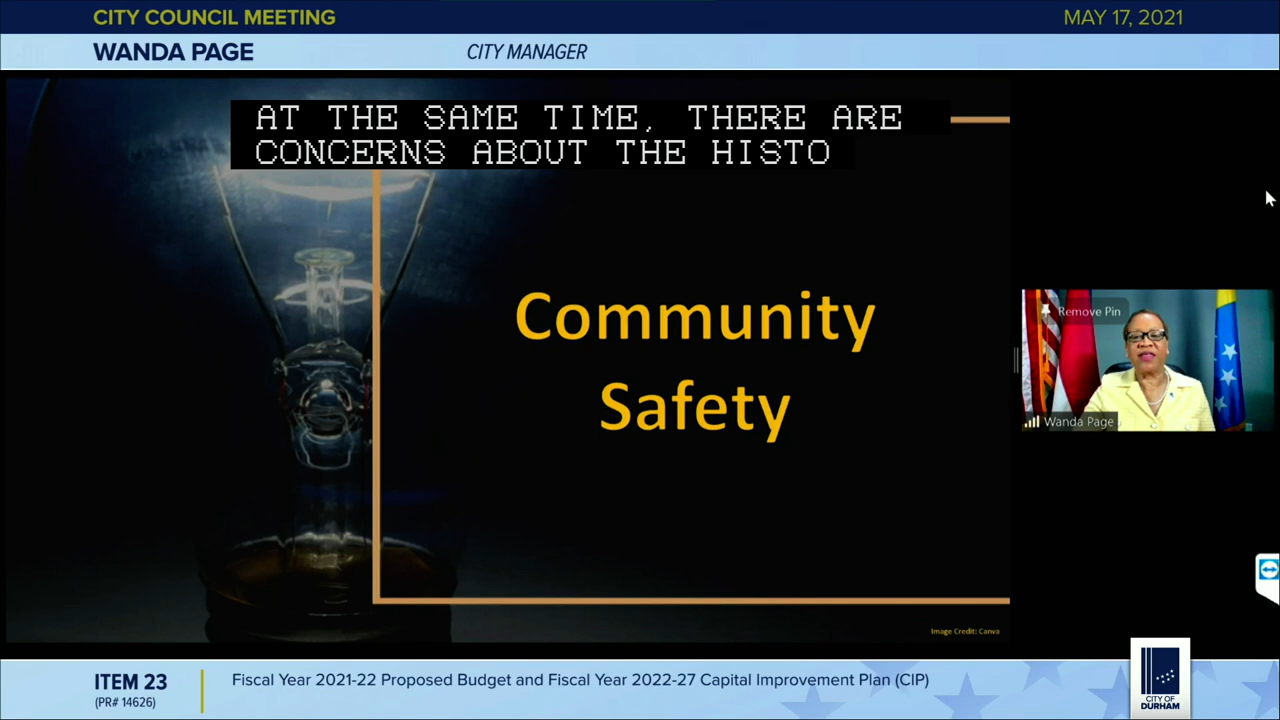 CITY COUNCIL MEETING
MAY 17, 2021
WANDA PAGE
CITY MANAGER
AT THE SAME TIME, THERE ARE
CONCERNS ABOUT THE HISTO
Community
Safety
Remove Pin
Wanda Page
Image Credit: Canva
ITEM 23
(PR# 14626)
Fiscal Year 2021-22 Proposed Budget and Fiscal Year 2022-27 Capital Improvement Plan (CIP)
CITY OF
DURHAM